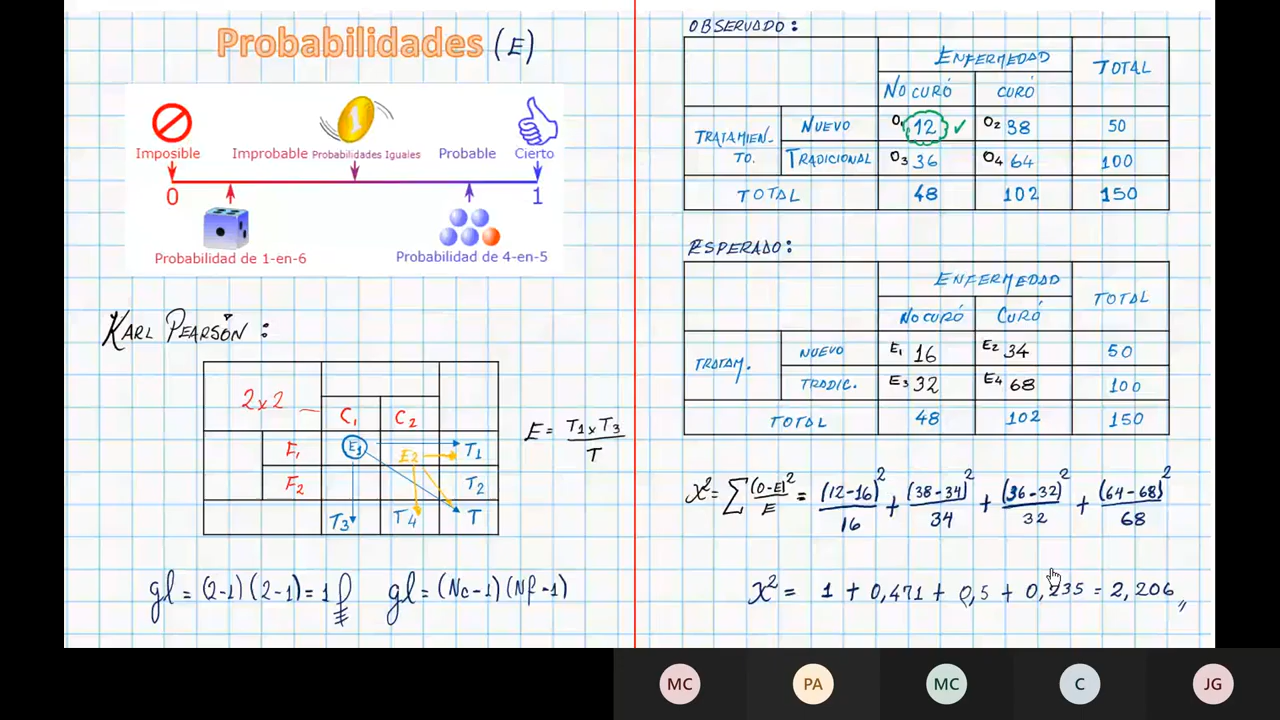 Probabilidades (E)
Imposible
Improbable
Probabilidades Iguales
Probable
Cierto
0
1
Probabilidad de 1-en-6
Probabilidad de 4-en-5
KARL PEARSON :
2x2
C₁ C₂
F₁ E₁ E₂ T₁
F₂ T₂
T₃ T₄ T
E = T₁ x T₃ / T
gl = (2-1) (2-1) = 1
gl = (Nc-1) (Nf-1)
OBSERVADO :
ENFERMEDAD TOTAL
NO CURÓ CURÓ
TRATAMIEN-
TO.
NUEVO O₁ 12 ✓ O₂ 38 50
TRADICIONAL O₃ 36 O₄ 64 100
TOTAL 48 102 150
ESPERADO :
ENFERMEDAD TOTAL
NO CURÓ CURÓ
TRATAM.
NUEVO E₁ 16 E₂ 34 50
TRADIC. E₃ 32 E₄ 68 100
TOTAL 48 102 150
X² = ∑ (O-E)² / E = (12-16)² / 16 + (38-34)² / 34 + (36-32)² / 32 + (64-68)² / 68
X² = 1 + 0,471 + 0,5 + 0,235 = 2,206
MC PA MC C JG